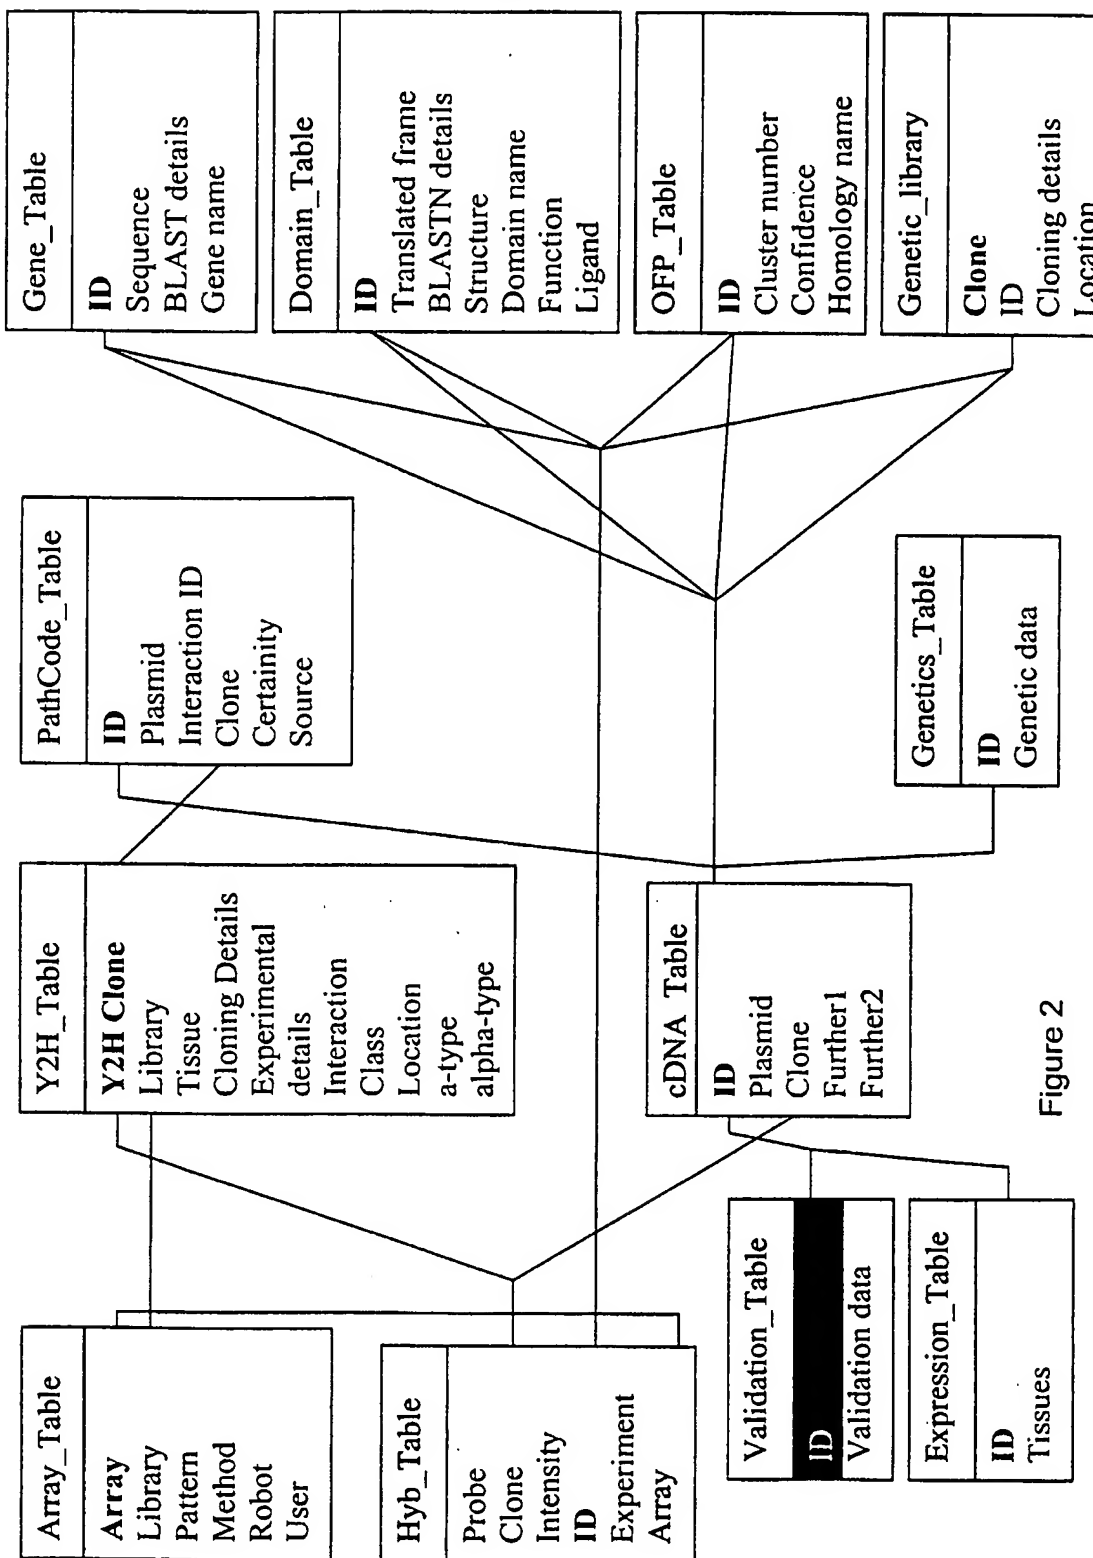 Array_Table
Array
Library
Pattern
Method
Robot
User
Hyb_Table
Probe
Clone
Intensity
ID
Experiment
Array
Validation_Table
ID
Validation data
Expression_Table
ID
Tissues
Y2H_Table
Y2H Clone
Library
Tissue
Cloning Details
Experimental
details
Interaction
Class
Location
a-type
alpha-type
cDNA_Table
ID
Plasmid
Clone
Further1
Further2
PathCode_Table
ID
Plasmid
Interaction ID
Clone
Certainity
Source
Genetics_Table
ID
Genetic data
Gene_Table
ID
Sequence
BLAST details
Gene name
Domain_Table
ID
Translated frame
BLASTN details
Structure
Domain name
Function
Ligand
OFP_Table
ID
Cluster number
Confidence
Homology name
Genetic_library
Clone
ID
Cloning details
Location
Figure 2